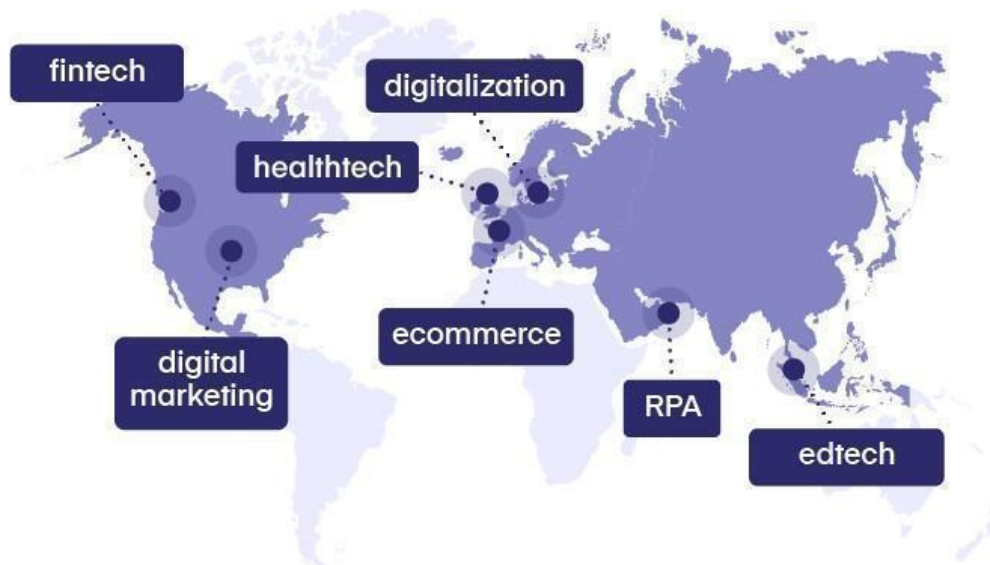 fintech
digitalization
healthtech
ecommerce
digital
marketing
RPA
edtech